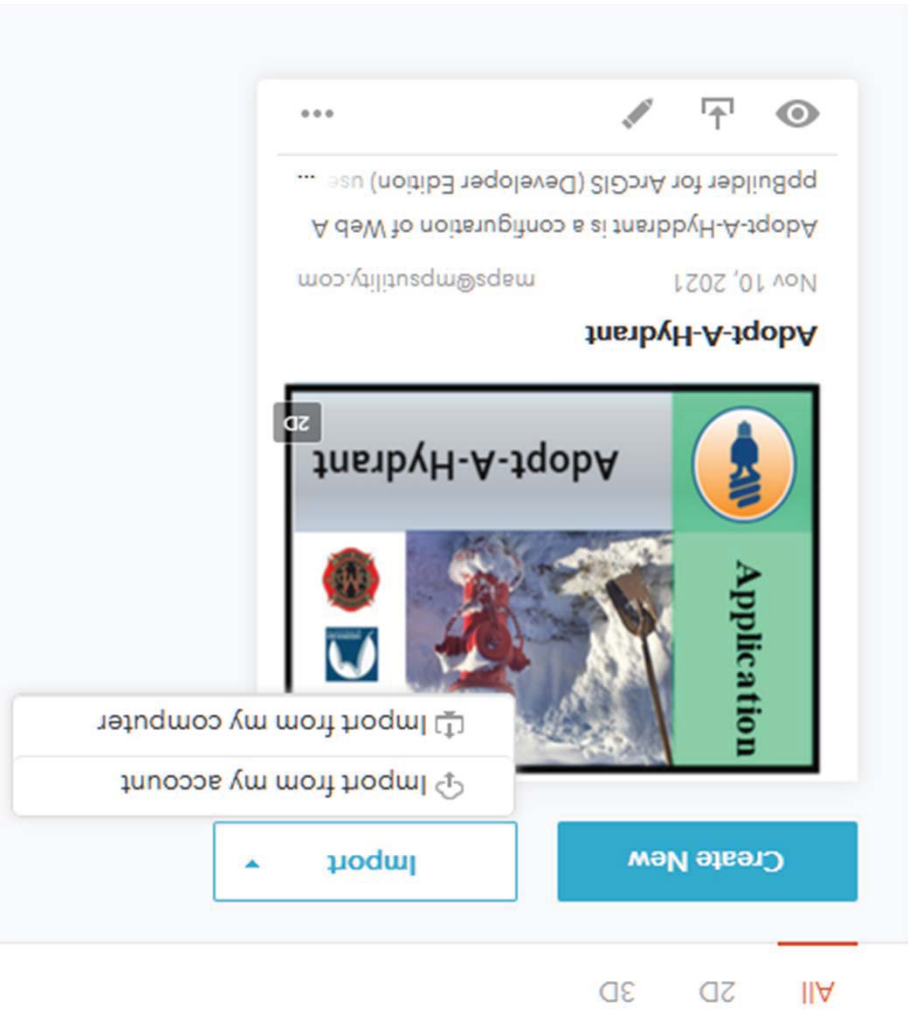 All 2D 3D
Create New Import
Import from my account
Import from my computer
Application
Adopt-A-Hydrant
2D
Adopt-A-Hydrant
Nov 10, 2021 maps@mpsutility.com
Adopt-A-Hyddrant is a configuration of Web A
ppBuilder for ArcGIS (Developer Edition) use ...